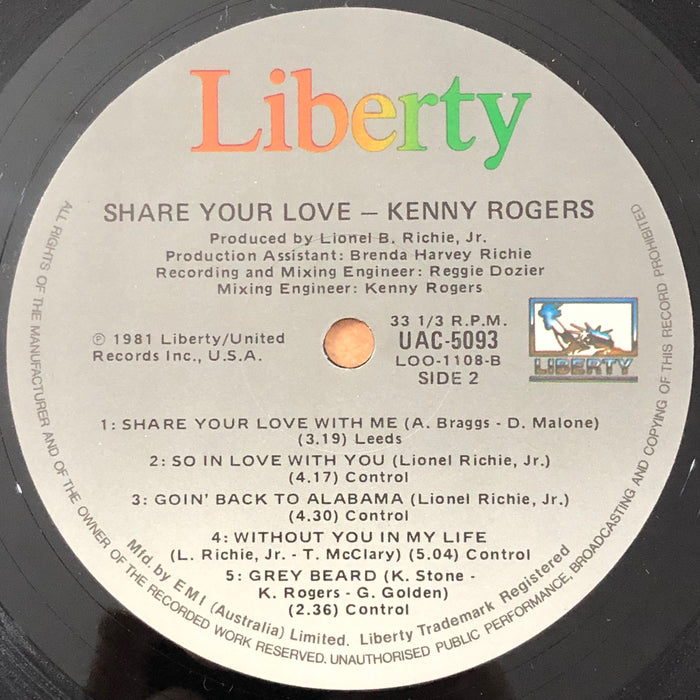 Liberty
SHARE YOUR LOVE – KENNY ROGERS
Produced by Lionel B. Richie, Jr.
Production Assistant: Brenda Harvey Richie
Recording and Mixing Engineer: Reggie Dozier
Mixing Engineer: Kenny Rogers
℗ 1981 Liberty/United
Records Inc., U.S.A.
33 1/3 R.P.M.
UAC-5093
LOO-1108-B
SIDE 2
LIBERTY
1: SHARE YOUR LOVE WITH ME (A. Braggs - D. Malone)
(3.19) Leeds
2: SO IN LOVE WITH YOU (Lionel Richie, Jr.)
(4.17) Control
3: GOIN' BACK TO ALABAMA (Lionel Richie, Jr.)
(4.30) Control
4: WITHOUT YOU IN MY LIFE
(L. Richie, Jr. - T. McClary) (5.04) Control
5: GREY BEARD (K. Stone -
K. Rogers - G. Golden)
(2.36) Control
Mfd. by EMI (Australia) Limited. Liberty Trademark Registered
ALL RIGHTS OF THE MANUFACTURER AND OF THE OWNER OF THE RECORDED WORK RESERVED. UNAUTHORISED PUBLIC PERFORMANCE, BROADCASTING AND COPYING OF THIS RECORD PROHIBITED